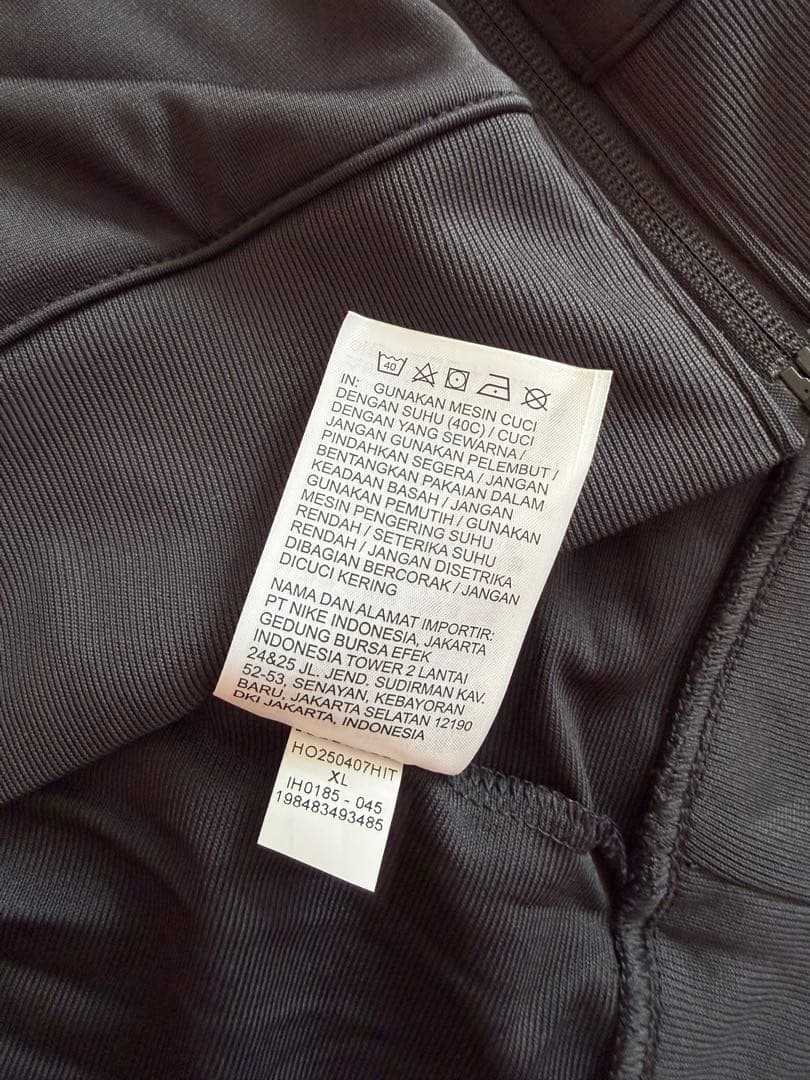 40
IN: GUNAKAN MESIN CUCI
DENGAN SUHU (40C) / CUCI
DENGAN YANG SEWARNA /
JANGAN GUNAKAN PELEMBUT /
PINDAHKAN SEGERA / JANGAN
BENTANGKAN PAKAIAN DALAM
KEADAAN BASAH / JANGAN
GUNAKAN PEMUTIH / GUNAKAN
MESIN PENGERING SUHU
RENDAH / SETERIKA SUHU
RENDAH / JANGAN DISETRIKA
DIBAGIAN BERCORAK / JANGAN
DICUCI KERING
NAMA DAN ALAMAT IMPORTIR:
PT NIKE INDONESIA, JAKARTA
GEDUNG BURSA EFEK
INDONESIA TOWER 2 LANTAI
24&25 JL. JEND. SUDIRMAN KAV.
52-53, SENAYAN, KEBAYORAN
BARU, JAKARTA SELATAN 12190
DKI JAKARTA, INDONESIA
HO250407HIT
XL
IH0185 - 045
198483493485